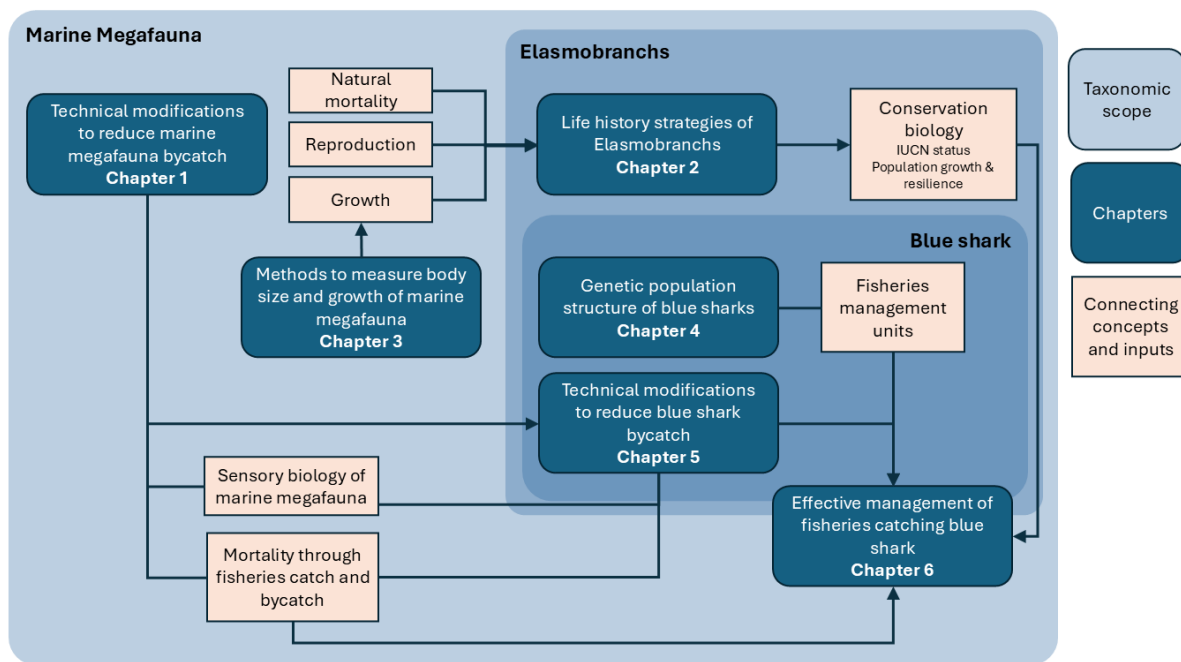 Marine Megafauna
Elasmobranchs
Natural
mortality
Technical modifications
to reduce marine
megafauna bycatch
Chapter 1
Reproduction
Growth
Life history strategies of
Elasmobranchs
Chapter 2
Conservation
biology
IUCN status
Population growth &
resilience
Taxonomic
scope
Chapters
Connecting
concepts
and inputs
Blue shark
Methods to measure body
size and growth of marine
megafauna
Chapter 3
Genetic population
structure of blue sharks
Chapter 4
Fisheries
management
units
Technical modifications
to reduce blue shark
bycatch
Chapter 5
Sensory biology of
marine megafauna
Mortality through
fisheries catch and
bycatch
Effective management of
fisheries catching blue
shark
Chapter 6